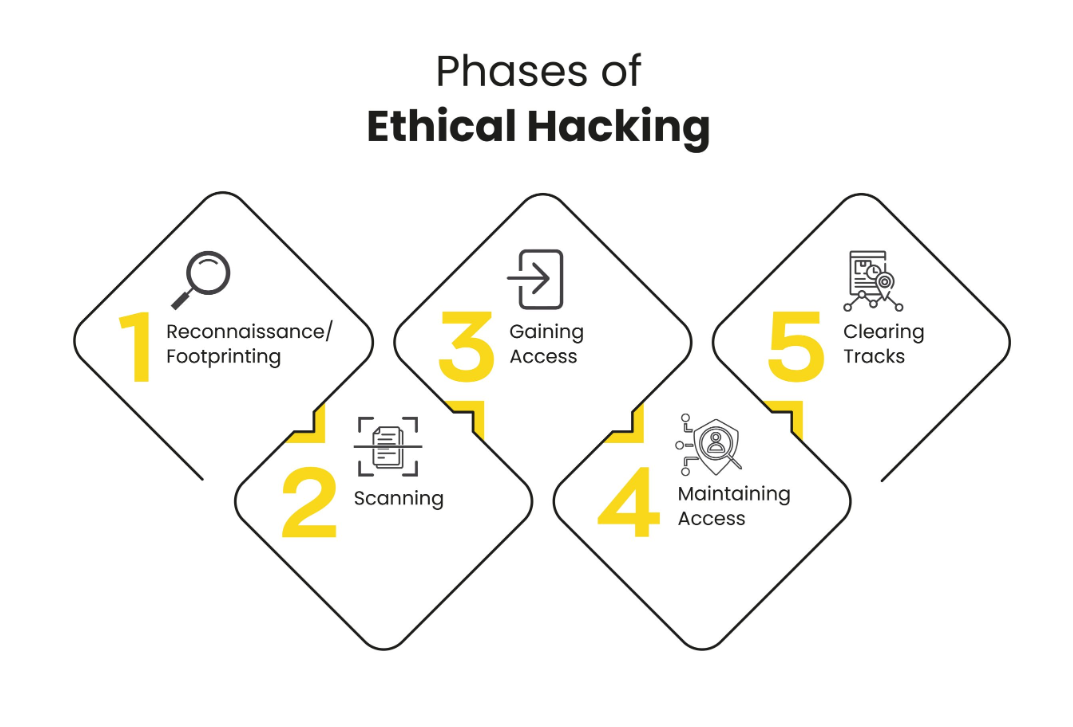 Phases of
Ethical Hacking
1
Reconnaissance/
Footprinting
2
Scanning
3
Gaining
Access
4
Maintaining
Access
5
Clearing
Tracks